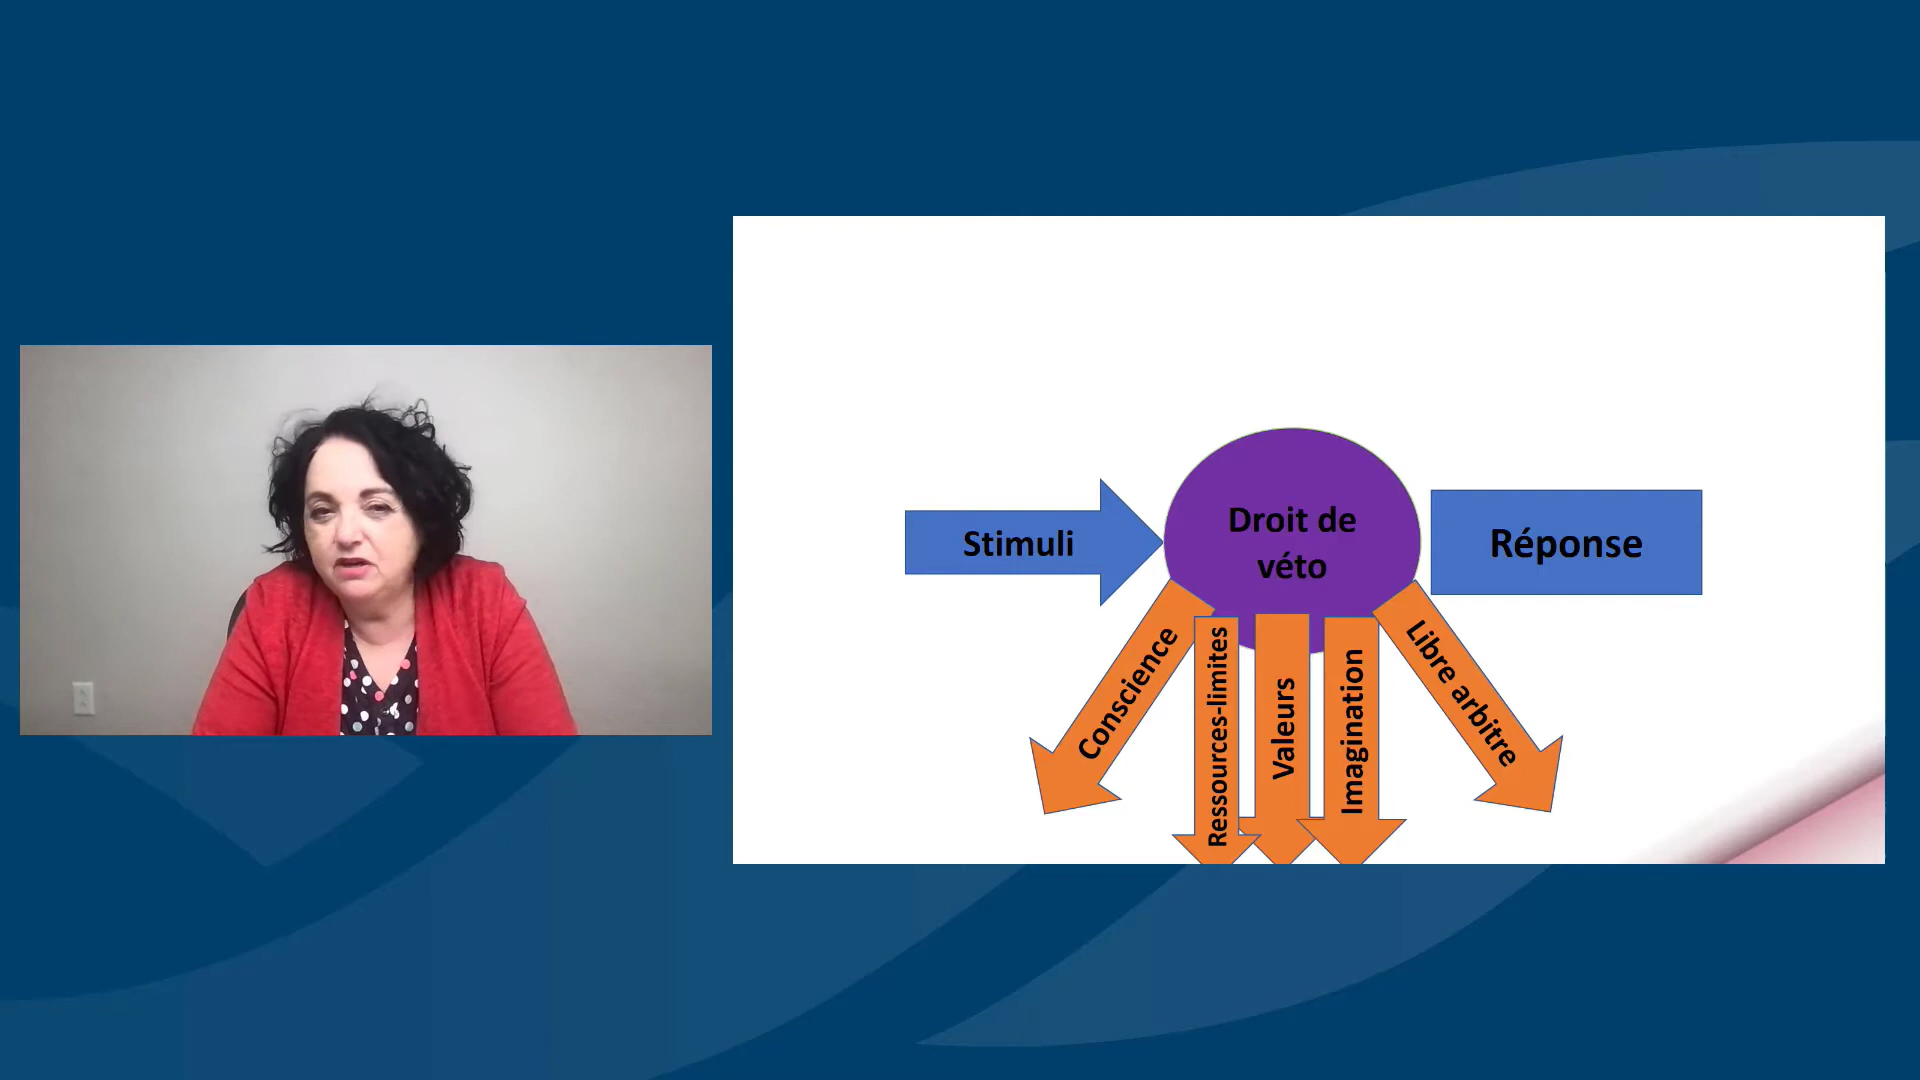 Stimuli
Droit de
véto
Réponse
Conscience
Ressources-limites
Valeurs
Imagination
Libre arbitre